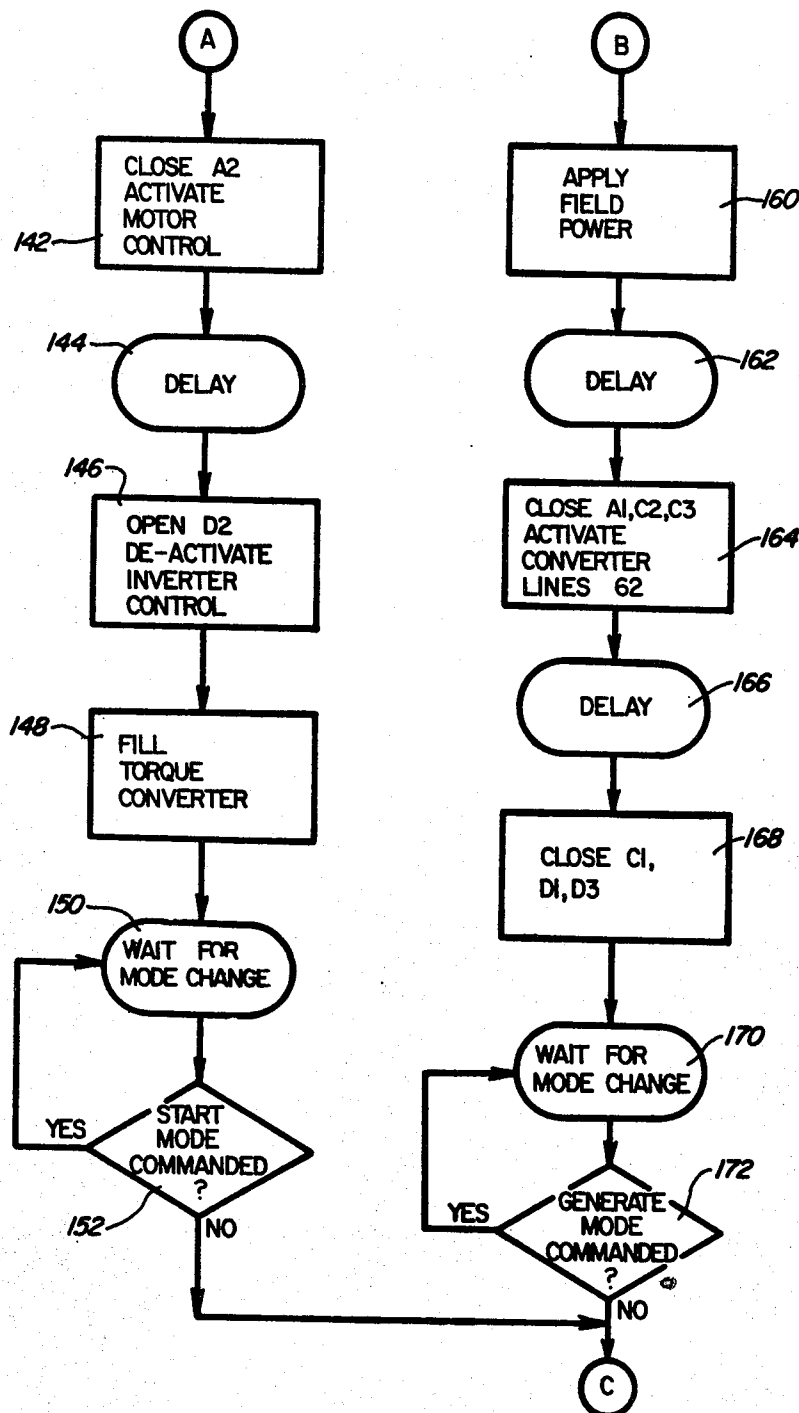 A
CLOSE A2
ACTIVATE
MOTOR
CONTROL
142
144
DELAY
146
OPEN D2
DE-ACTIVATE
INVERTER
CONTROL
148
FILL
TORQUE
CONVERTER
150
WAIT FOR
MODE CHANGE
YES
START
MODE
COMMANDED
?
152
NO
B
APPLY
FIELD
POWER
160
DELAY
162
CLOSE A1,C2,C3
ACTIVATE
CONVERTER
LINES 62
164
DELAY
166
CLOSE C1,
D1,D3
168
WAIT FOR
MODE CHANGE
170
YES
GENERATE
MODE
COMMANDED
?
172
NO
C